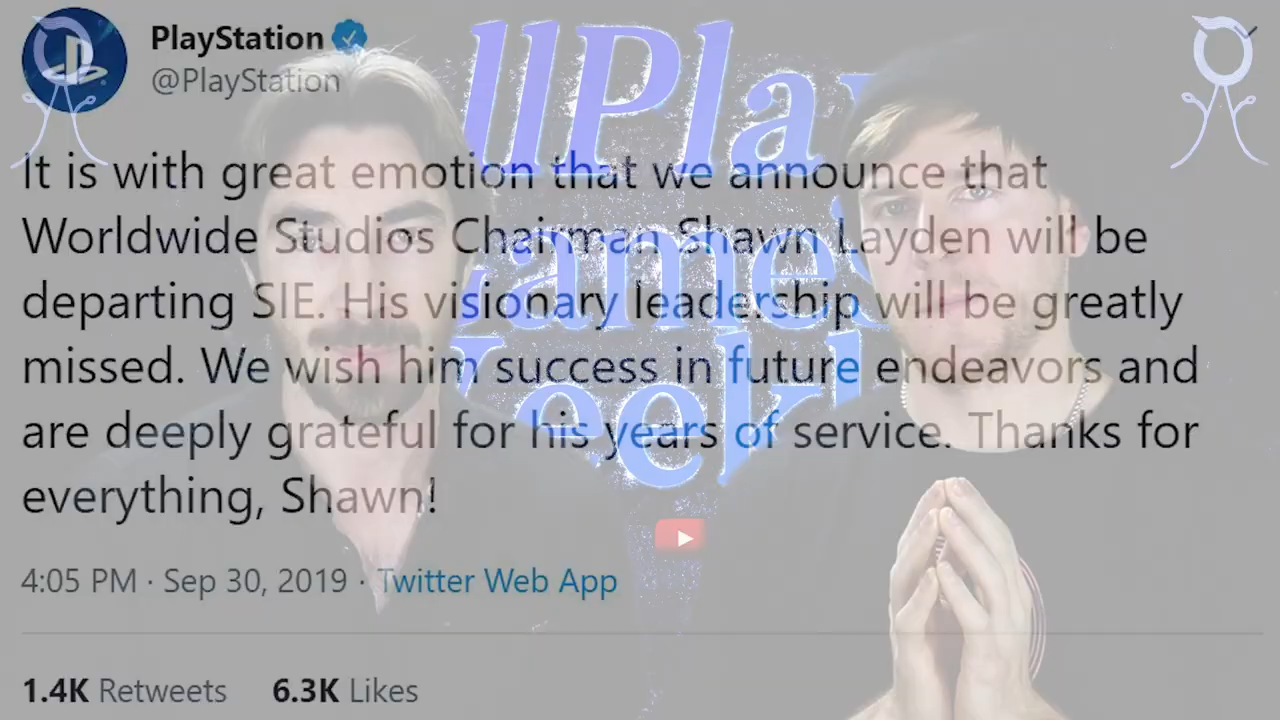 PlayStation
@PlayStation
It is with great emotion that we announce that
Worldwide Studios Chairman Shawn Layden will be
departing SIE. His visionary leadership will be greatly
missed. We wish him success in future endeavors and
are deeply grateful for his years of service. Thanks for
everything, Shawn!
4:05 PM · Sep 30, 2019 · Twitter Web App
1.4K Retweets 6.3K Likes
llPla
ames
eekl